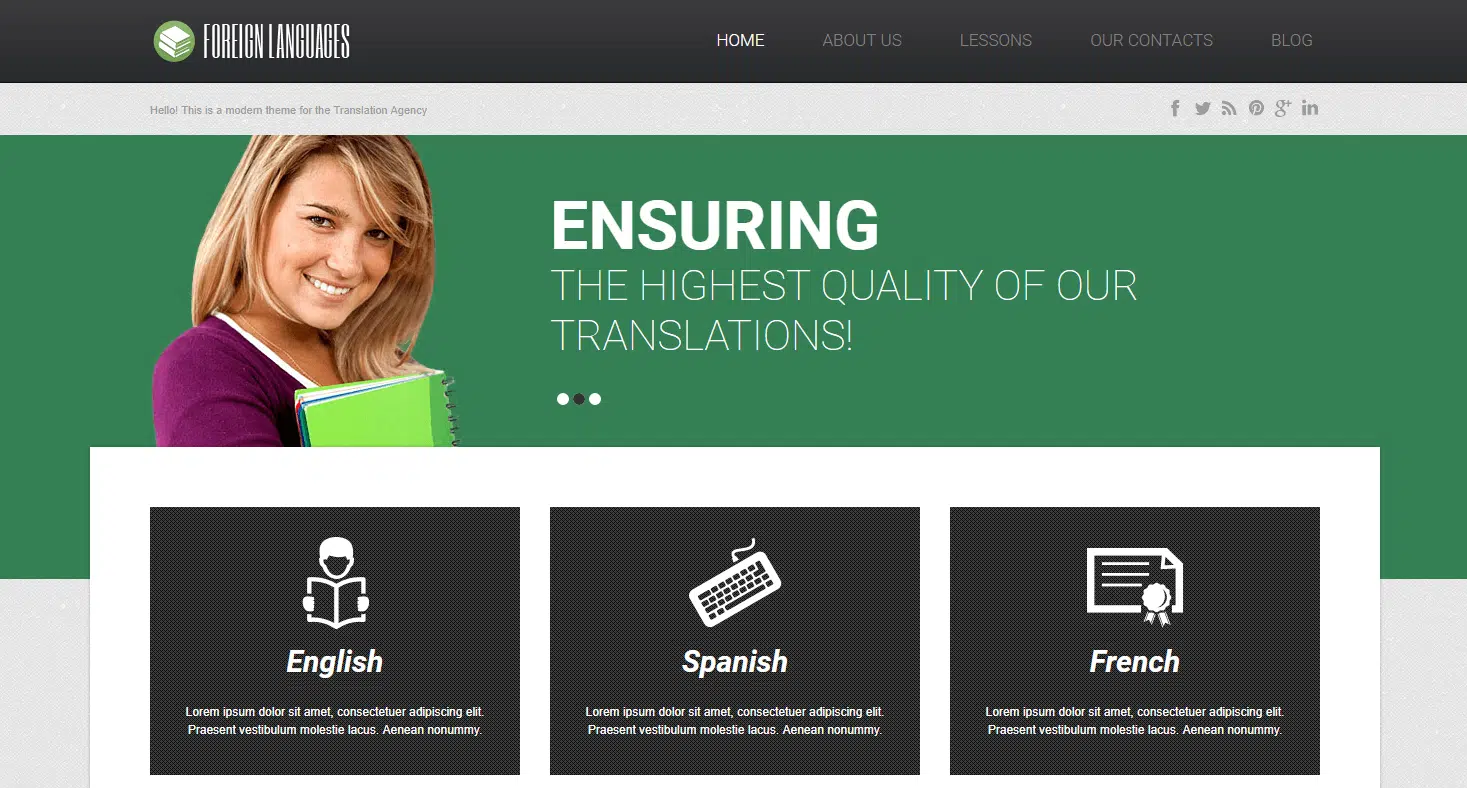 FOREIGN LANGUAGES
HOME ABOUT US LESSONS OUR CONTACTS BLOG
Hello! This is a modern theme for the Translation Agency
ENSURING
THE HIGHEST QUALITY OF OUR
TRANSLATIONS!
English
Lorem ipsum dolor sit amet, consectetuer adipiscing elit.
Praesent vestibulum molestie lacus. Aenean nonummy.
Spanish
Lorem ipsum dolor sit amet, consectetuer adipiscing elit.
Praesent vestibulum molestie lacus. Aenean nonummy.
French
Lorem ipsum dolor sit amet, consectetuer adipiscing elit.
Praesent vestibulum molestie lacus. Aenean nonummy.